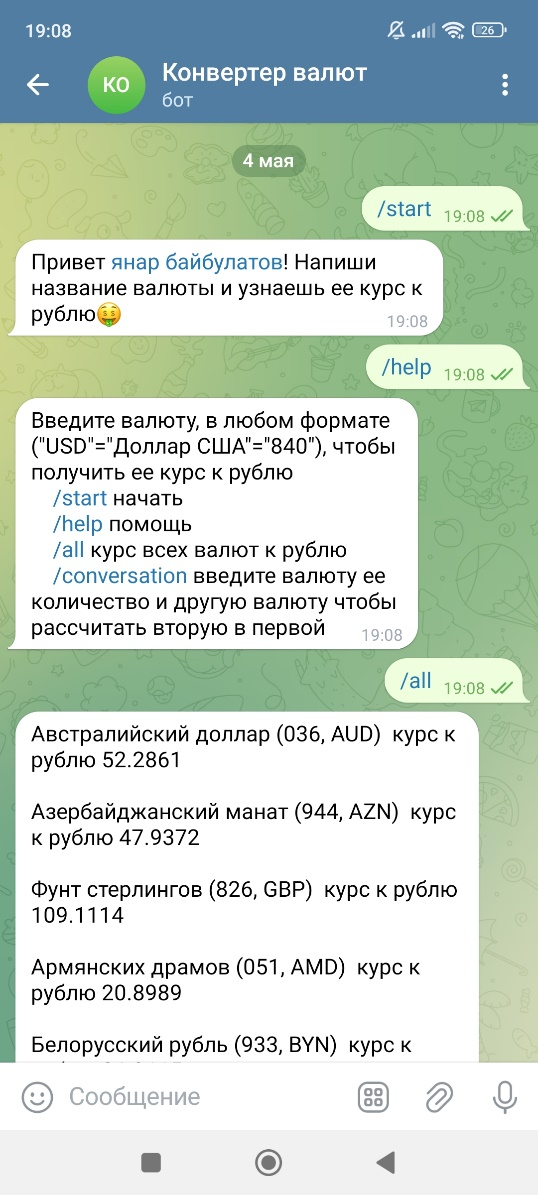 19:08
26
КО
Конвертер валют
бот
4 мая
/start 19:08
Привет янар байбулатов! Напиши
название валюты и узнаешь ее курс к
рублю🤑
19:08
/help 19:08
Введите валюту, в любом формате
("USD"="Доллар США"="840"), чтобы
получить ее курс к рублю
/start начать
/help помощь
/all курс всех валют к рублю
/conversation введите валюту ее
количество и другую валюту чтобы
рассчитать вторую в первой
19:08
/all 19:08
Австралийский доллар (036, AUD)  курс к
рублю 52.2861
Азербайджанский манат (944, AZN)  курс
к рублю 47.9372
Фунт стерлингов (826, GBP)  курс к рублю
109.1114
Армянских драмов (051, AMD)  курс к
рублю 20.8989
Белорусский рубль (933, BYN)  курс к
Сообщение